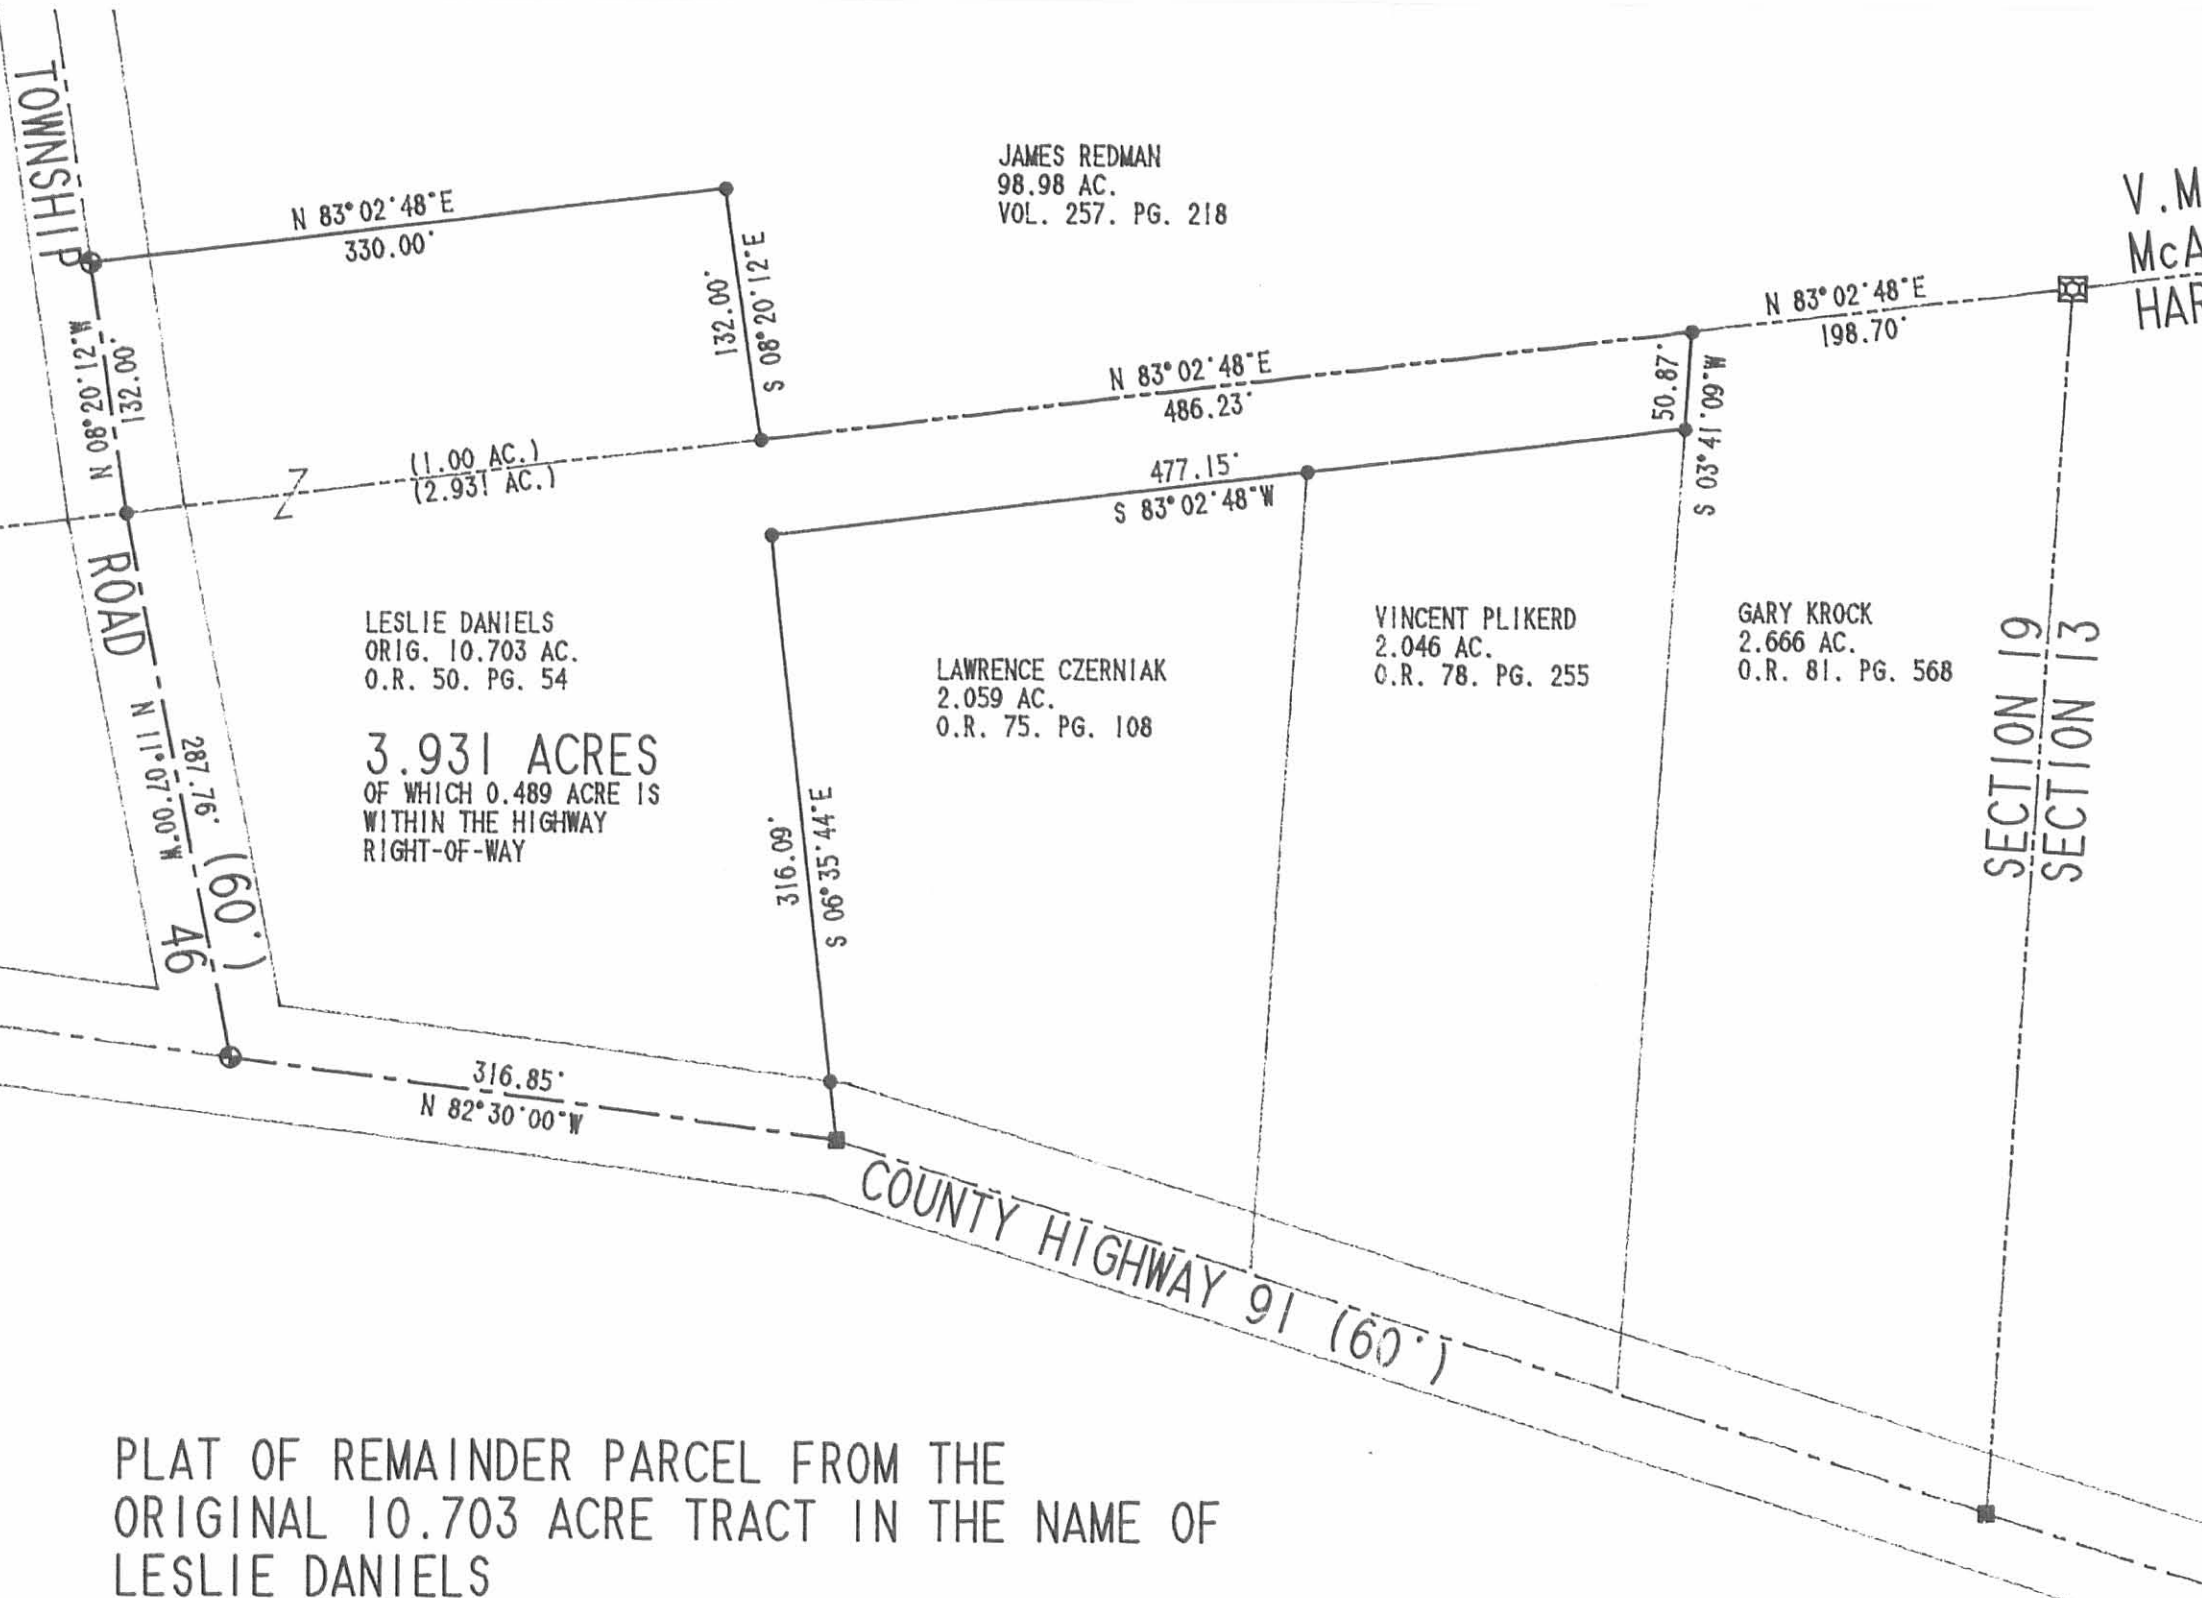 TOWNSHIP ROAD 46 (60')
JAMES REDMAN
98.98 AC.
VOL. 257. PG. 218
V.M
McA
HAR
N 83°02'48"E
330.00'
132.00'
S 08°20'12"E
N 08°20'12"W
132.00'
N 83°02'48"E
486.23'
N 83°02'48"E
198.70'
50.87'
S 03°41'09"W
(1.00 AC.)
(2.931 AC.)
477.15'
S 83°02'48"W
LESLIE DANIELS
ORIG. 10.703 AC.
O.R. 50. PG. 54
3.931 ACRES
OF WHICH 0.489 ACRE IS
WITHIN THE HIGHWAY
RIGHT-OF-WAY
N 11°07'00"W
287.76'
316.09'
S 06°35'44"E
LAWRENCE CZERNIAK
2.059 AC.
O.R. 75. PG. 108
VINCENT PLIKERD
2.046 AC.
O.R. 78. PG. 255
GARY KROCK
2.666 AC.
O.R. 81. PG. 568
SECTION 19
SECTION 13
316.85'
N 82°30'00"W
COUNTY HIGHWAY 91 (60')
PLAT OF REMAINDER PARCEL FROM THE
ORIGINAL 10.703 ACRE TRACT IN THE NAME OF
LESLIE DANIELS